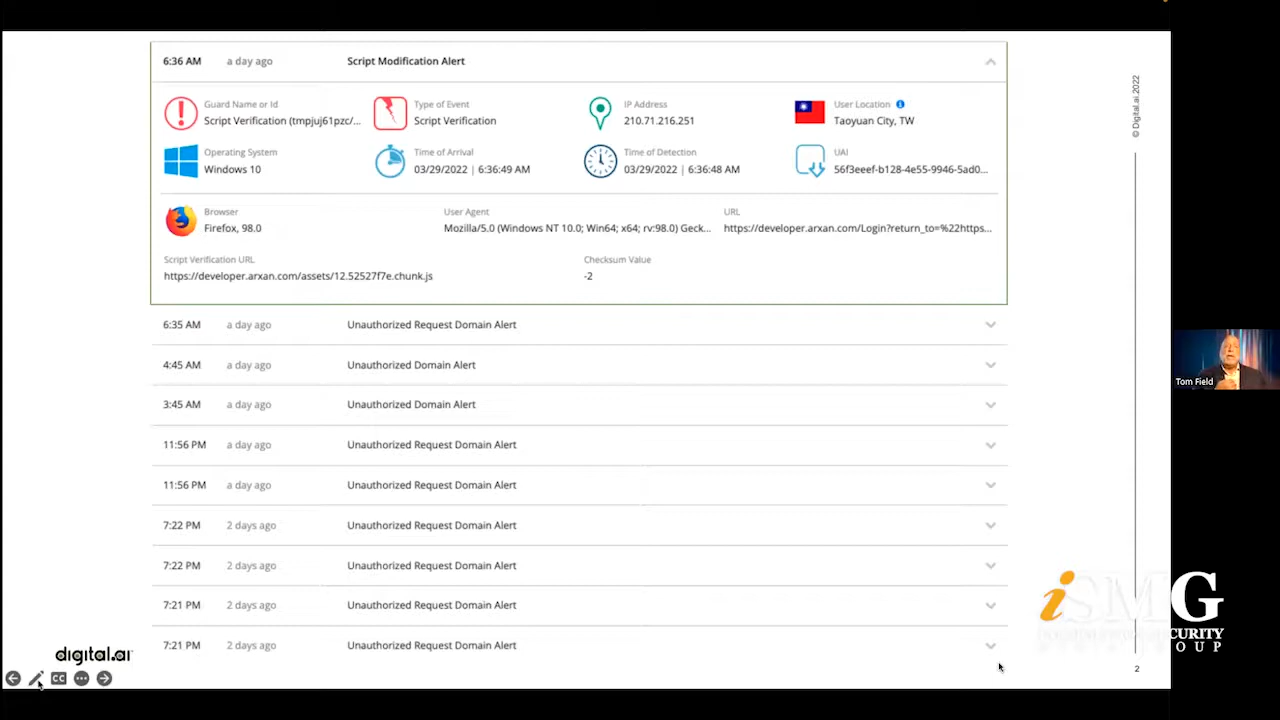 6:36 AM a day ago Script Modification Alert
Guard Name or Id Type of Event IP Address User Location
Script Verification (tmpjuj61pzc/... Script Verification 210.71.216.251 Taoyuan City, TW
Operating System Time of Arrival Time of Detection UAI
Windows 10 03/29/2022 | 6:36:49 AM 03/29/2022 | 6:36:48 AM 56f3eeef-b128-4e55-9946-5ad0...
Browser User Agent URL
Firefox, 98.0 Mozilla/5.0 (Windows NT 10.0; Win64; x64; rv:98.0) Geck... https://developer.arxan.com/Login?return_to=%22https...
Script Verification URL Checksum Value
https://developer.arxan.com/assets/12.52527f7e.chunk.js -2
6:35 AM a day ago Unauthorized Request Domain Alert
4:45 AM a day ago Unauthorized Domain Alert
3:45 AM a day ago Unauthorized Domain Alert
11:56 PM a day ago Unauthorized Request Domain Alert
11:56 PM a day ago Unauthorized Request Domain Alert
7:22 PM 2 days ago Unauthorized Request Domain Alert
7:22 PM 2 days ago Unauthorized Request Domain Alert
7:21 PM 2 days ago Unauthorized Request Domain Alert
7:21 PM 2 days ago Unauthorized Request Domain Alert
© Digital.ai 2022
Tom Field
digital.ai
CC
iSMG
2